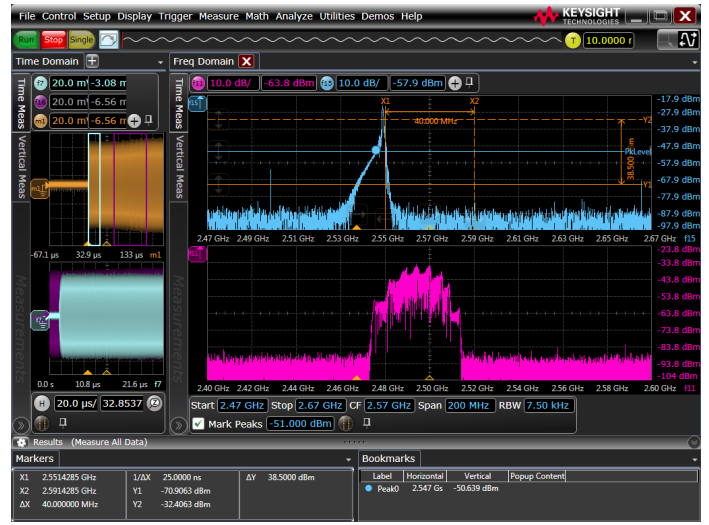 File Control Setup Display Trigger Measure Math Analyze Utilities Demos Help
KEYSIGHT
TECHNOLOGIES
Run Stop Single
T 10.0000 r
Time Domain
Freq Domain
f7 20.0 m -3.08 m
f16 20.0 m -6.56 m
m1 20.0 m -6.56 m
f11 10.0 dB/ -63.8 dBm f15 10.0 dB/ -57.9 dBm
Time Meas
Vertical Meas
Measurements
Time Meas
Vertical Meas
Measurements
m1
-67.1 µs 32.9 µs 133 µs m1
f7
0.0 s 10.8 µs 21.6 µs f7
H 20.0 µs/ 32.8537
f15
X1 X2
40.000 MHz
Y2
PkLevel
Y1
-17.9 dBm
-27.9 dBm
-37.9 dBm
-47.9 dBm
-57.9 dBm
-67.9 dBm
-77.9 dBm
-87.9 dBm
-97.9 dBm
2.47 GHz 2.49 GHz 2.51 GHz 2.53 GHz 2.55 GHz 2.57 GHz 2.59 GHz 2.61 GHz 2.63 GHz 2.65 GHz 2.67 GHz f15
f11
-23.8 dBm
-33.8 dBm
-43.8 dBm
-53.8 dBm
-63.8 dBm
-73.8 dBm
-83.8 dBm
-93.8 dBm
-104 dBm
2.40 GHz 2.42 GHz 2.44 GHz 2.46 GHz 2.48 GHz 2.50 GHz 2.52 GHz 2.54 GHz 2.56 GHz 2.58 GHz 2.60 GHz f11
Start 2.47 GHz Stop 2.67 GHz CF 2.57 GHz Span 200 MHz RBW 7.50 kHz
Mark Peaks -51.000 dBm
Results (Measure All Data)
Markers
X1 2.5514285 GHz 1/ΔX 25.0000 ns ΔY 38.5000 dBm
X2 2.5914285 GHz Y1 -70.9063 dBm
ΔX 40.000000 MHz Y2 -32.4063 dBm
Bookmarks
Label Horizontal Vertical Popup Content
Peak0 2.547 Gs -50.639 dBm